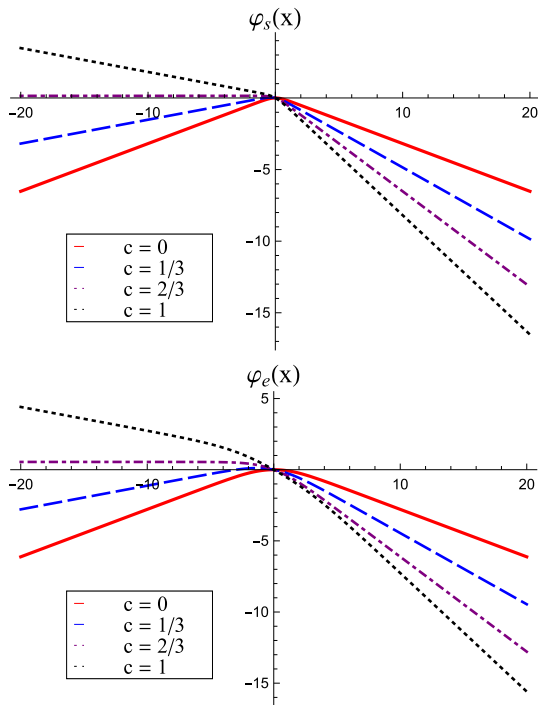 φs(x)
-20 -10 10 20
-5
-10
-15
c = 0
c = 1/3
c = 2/3
c = 1
φe(x)
5
-20 -10 10 20
-5
-10
-15
c = 0
c = 1/3
c = 2/3
c = 1